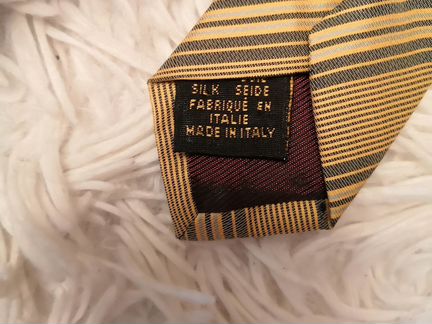 SILK SEIDE
FABRIQUÉ EN
ITALIE
MADE IN ITALY